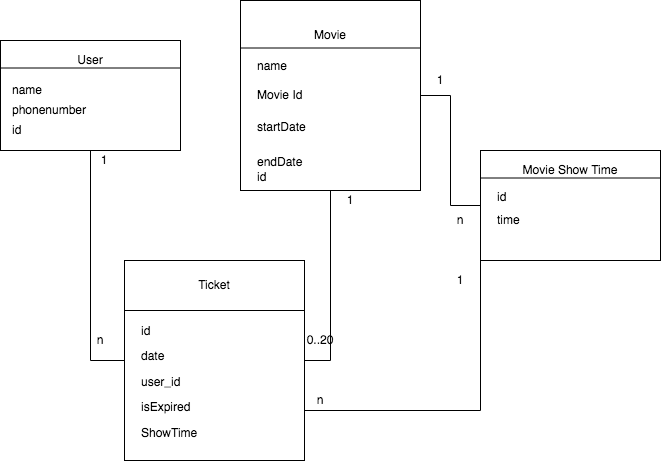 User
name
phonenumber
id
1
Movie
name
Movie Id
startDate
endDate
id
1
1
n
Movie Show Time
id
time
1
Ticket
id
date
user_id
isExpired
ShowTime
n
0..20
n